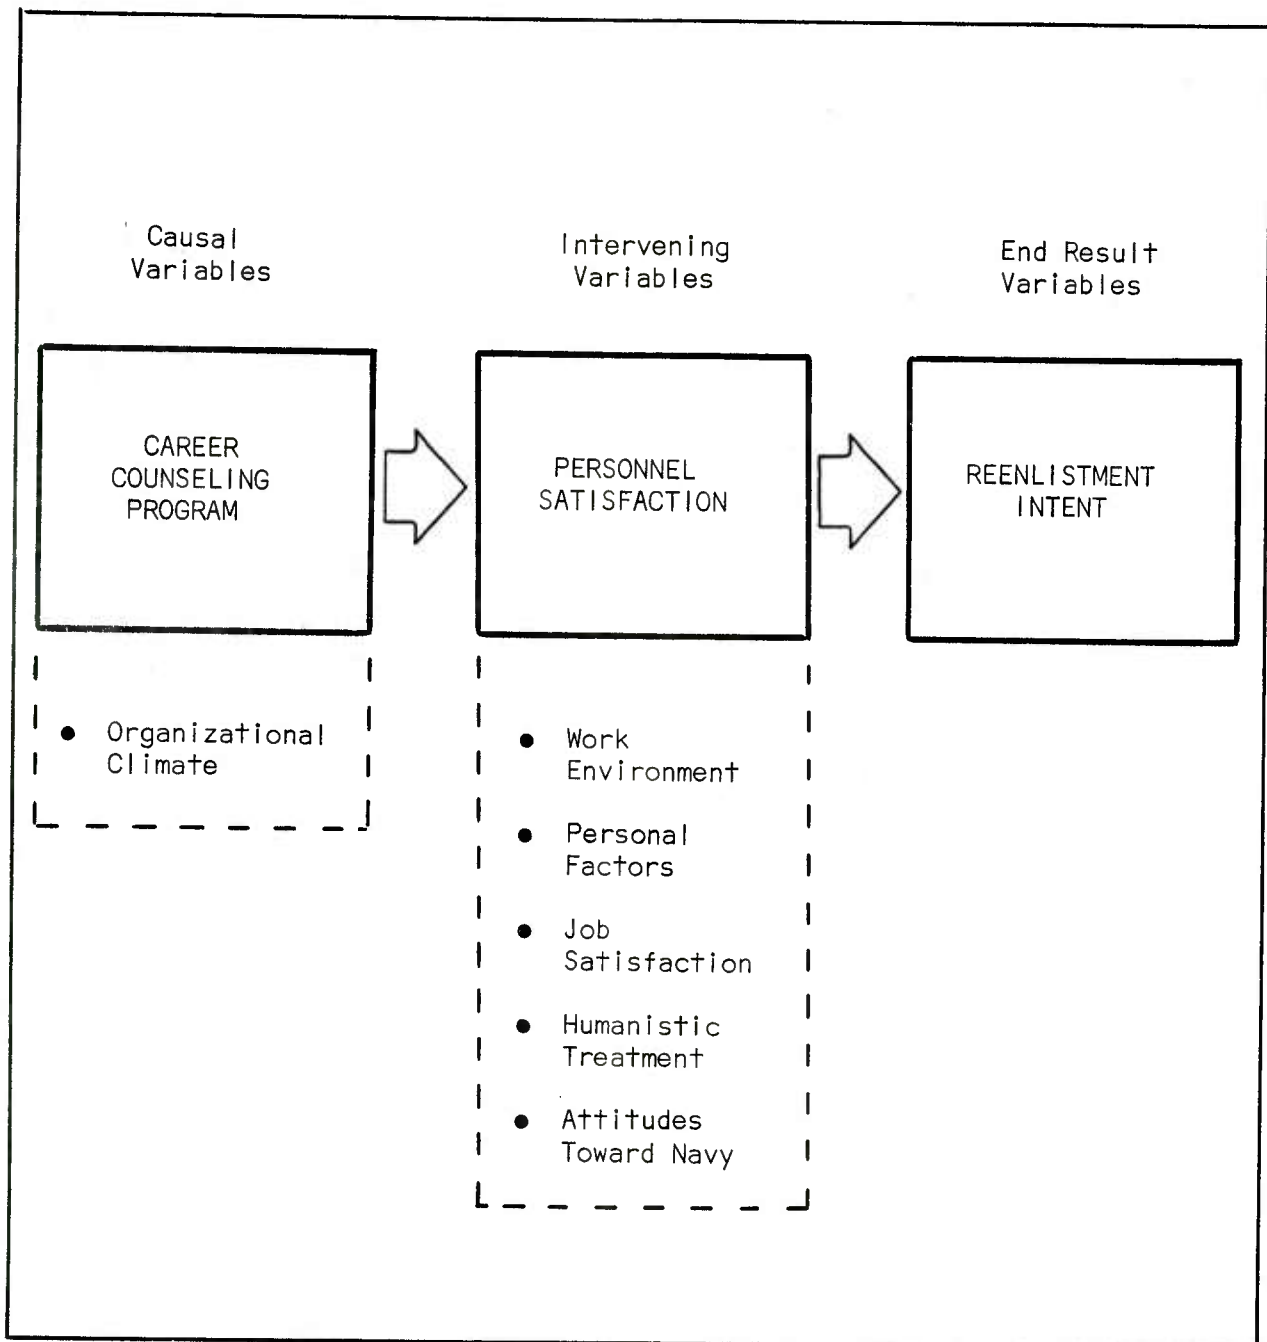 Causal
Variables
Intervening
Variables
End Result
Variables
CAREER
COUNSELING
PROGRAM
PERSONNEL
SATISFACTION
REENLISTMENT
INTENT
● Organizational
Climate
● Work
Environment
● Personal
Factors
● Job
Satisfaction
● Humanistic
Treatment
● Attitudes
Toward Navy